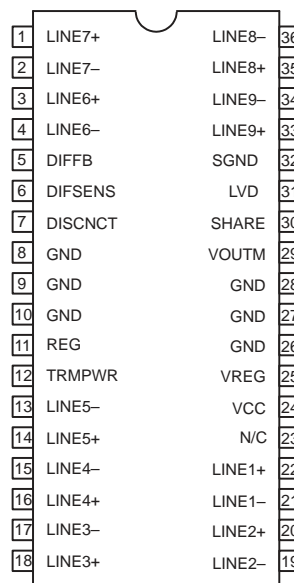 1 LINE7+ LINE8– 36
2 LINE7– LINE8+ 35
3 LINE6+ LINE9– 34
4 LINE6– LINE9+ 33
5 DIFFB SGND 32
6 DIFSENS LVD 31
7 DISCNCT SHARE 30
8 GND VOUTM 29
9 GND GND 28
10 GND GND 27
11 REG GND 26
12 TRMPWR VREG 25
13 LINE5– VCC 24
14 LINE5+ N/C 23
15 LINE4– LINE1+ 22
16 LINE4+ LINE1– 21
17 LINE3– LINE2+ 20
18 LINE3+ LINE2– 19